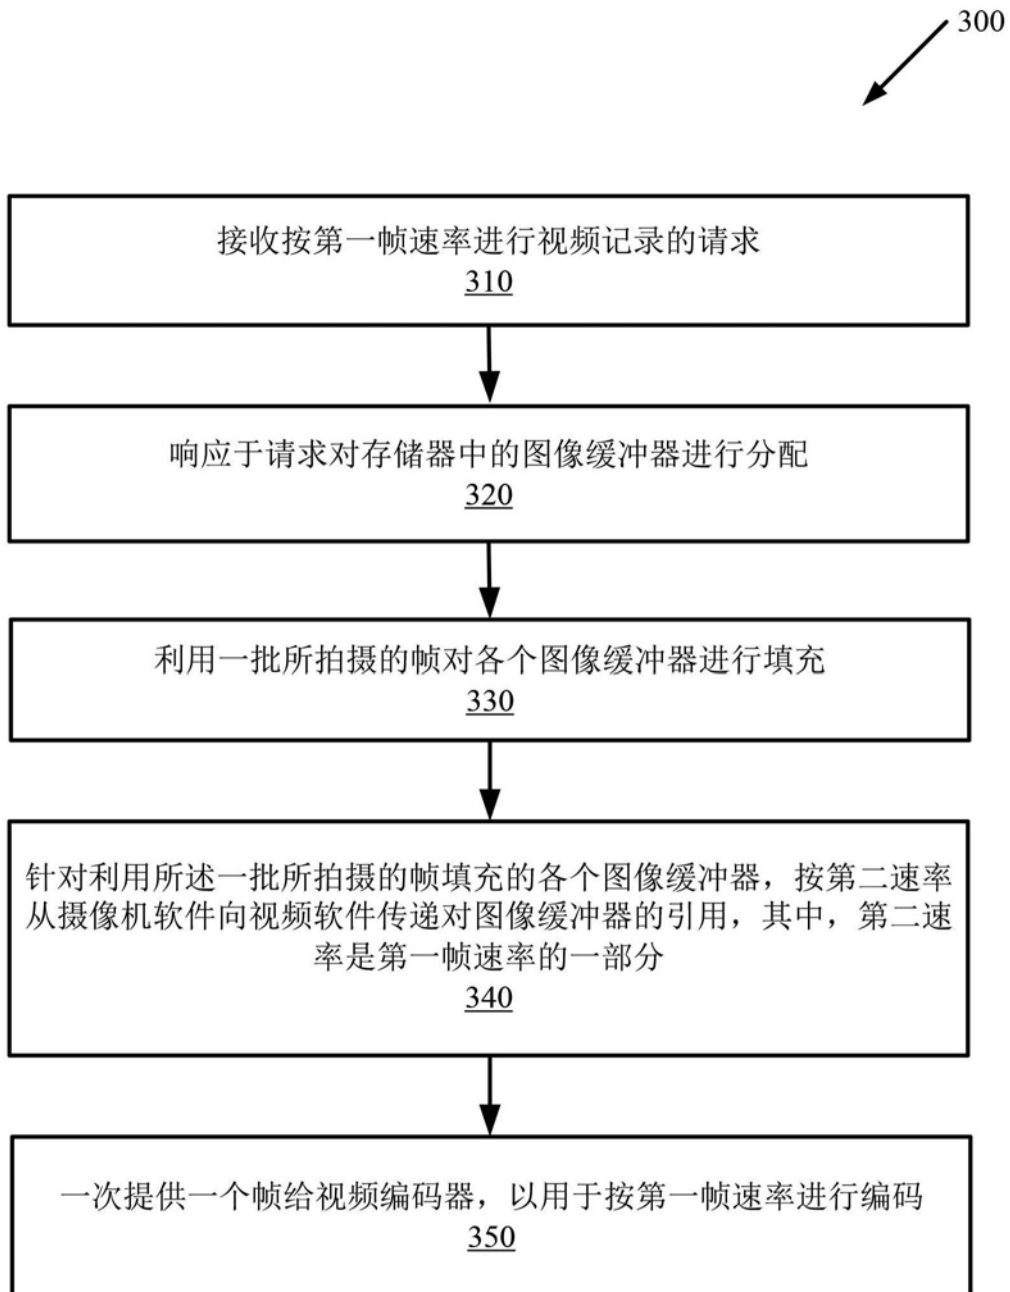 300
接收按第一帧速率进行视频记录的请求
310
响应于请求对存储器中的图像缓冲器进行分配
320
利用一批所拍摄的帧对各个图像缓冲器进行填充
330
针对利用所述一批所拍摄的帧填充的各个图像缓冲器，按第二速率
从摄像机软件向视频软件传递对图像缓冲器的引用，其中，第二速
率是第一帧速率的一部分
340
一次提供一个帧给视频编码器，以用于按第一帧速率进行编码
350